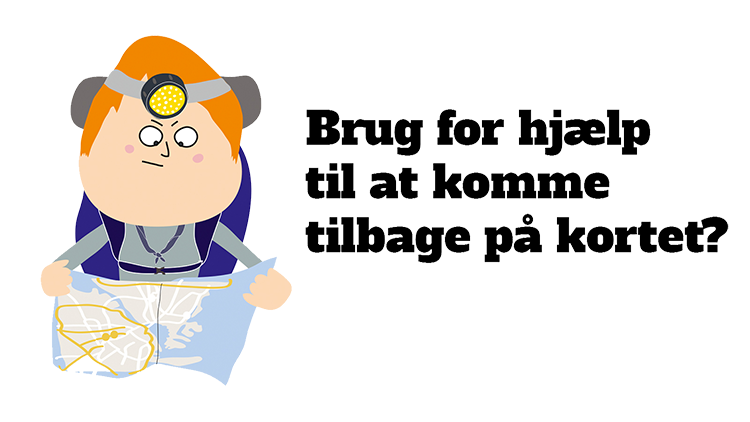 Brug for hjælp
til at komme
tilbage på kortet?